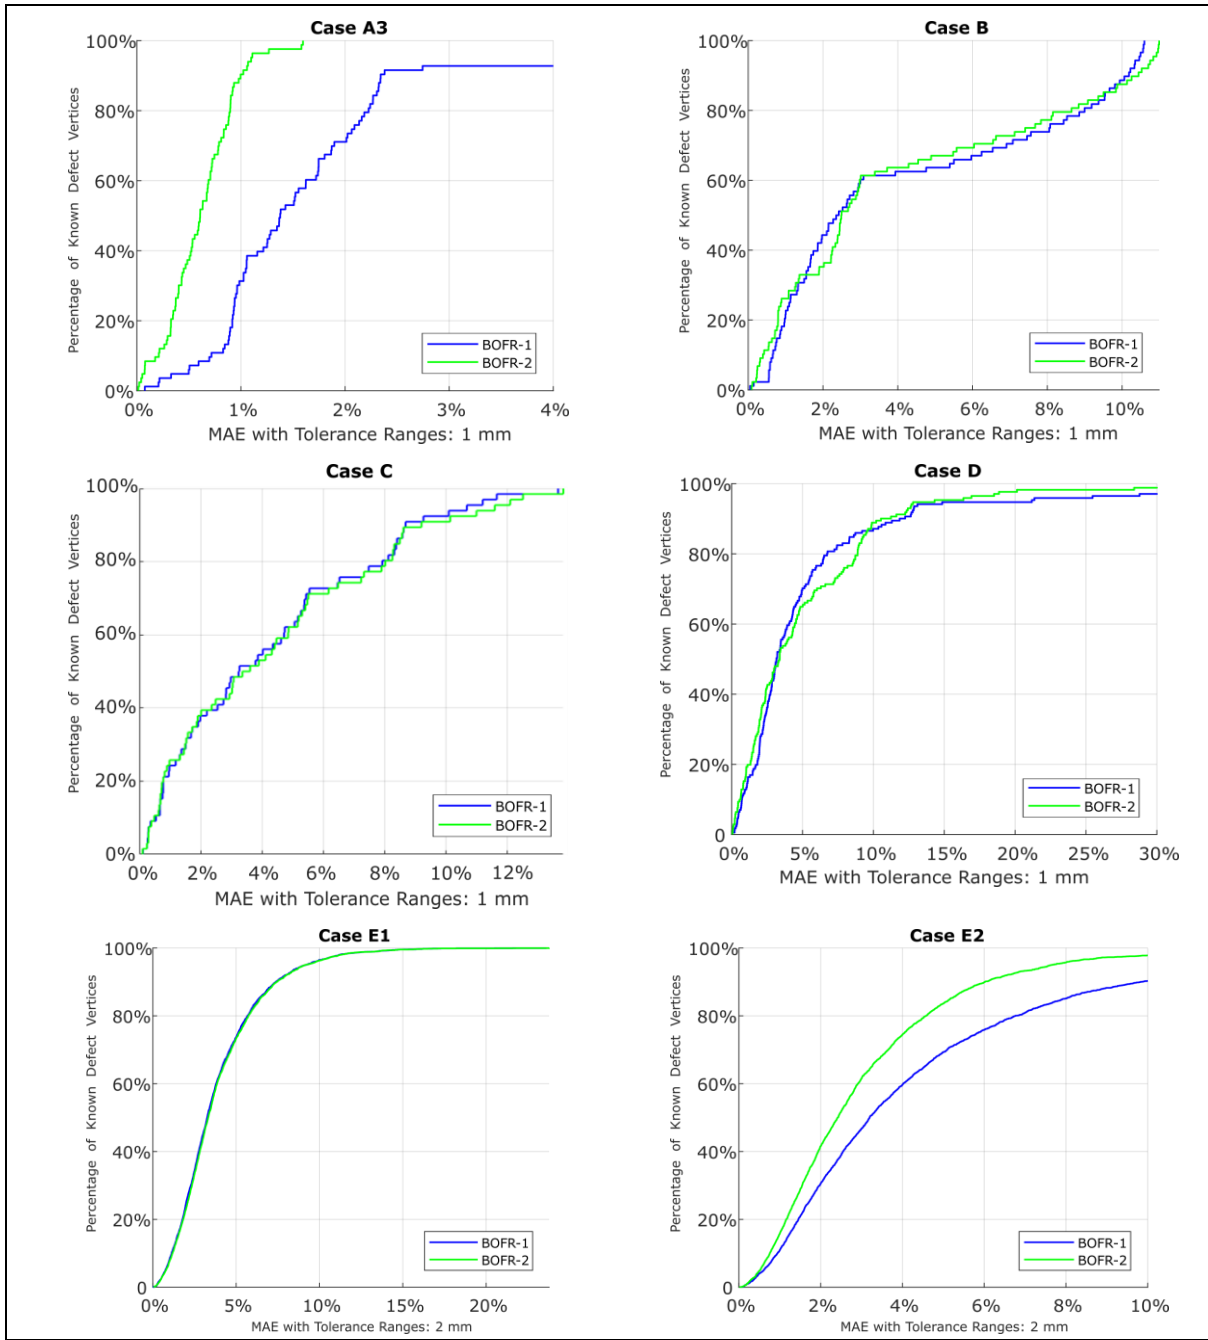 Case A3
100%
80%
60%
40%
20%
0%
Percentage of Known Defect Vertices
BOFR-1
BOFR-2
0% 1% 2% 3% 4%
MAE with Tolerance Ranges: 1 mm
Case B
100%
80%
60%
40%
20%
0%
Percentage of Known Defect Vertices
BOFR-1
BOFR-2
0% 2% 4% 6% 8% 10%
MAE with Tolerance Ranges: 1 mm
Case C
100%
80%
60%
40%
20%
0%
Percentage of Known Defect Vertices
BOFR-1
BOFR-2
0% 2% 4% 6% 8% 10% 12%
MAE with Tolerance Ranges: 1 mm
Case D
100%
80%
60%
40%
20%
0
Percentage of Known Defect Vertices
BOFR-1
BOFR-2
0% 5% 10% 15% 20% 25% 30%
MAE with Tolerance Ranges: 1 mm
Case E1
100%
80%
60%
40%
20%
0
Percentage of Known Defect Vertices
BOFR-1
BOFR-2
0% 5% 10% 15% 20%
MAE with Tolerance Ranges: 2 mm
Case E2
100%
80%
60%
40%
20%
0
Percentage of Known Defect Vertices
BOFR-1
BOFR-2
0% 2% 4% 6% 8% 10%
MAE with Tolerance Ranges: 2 mm